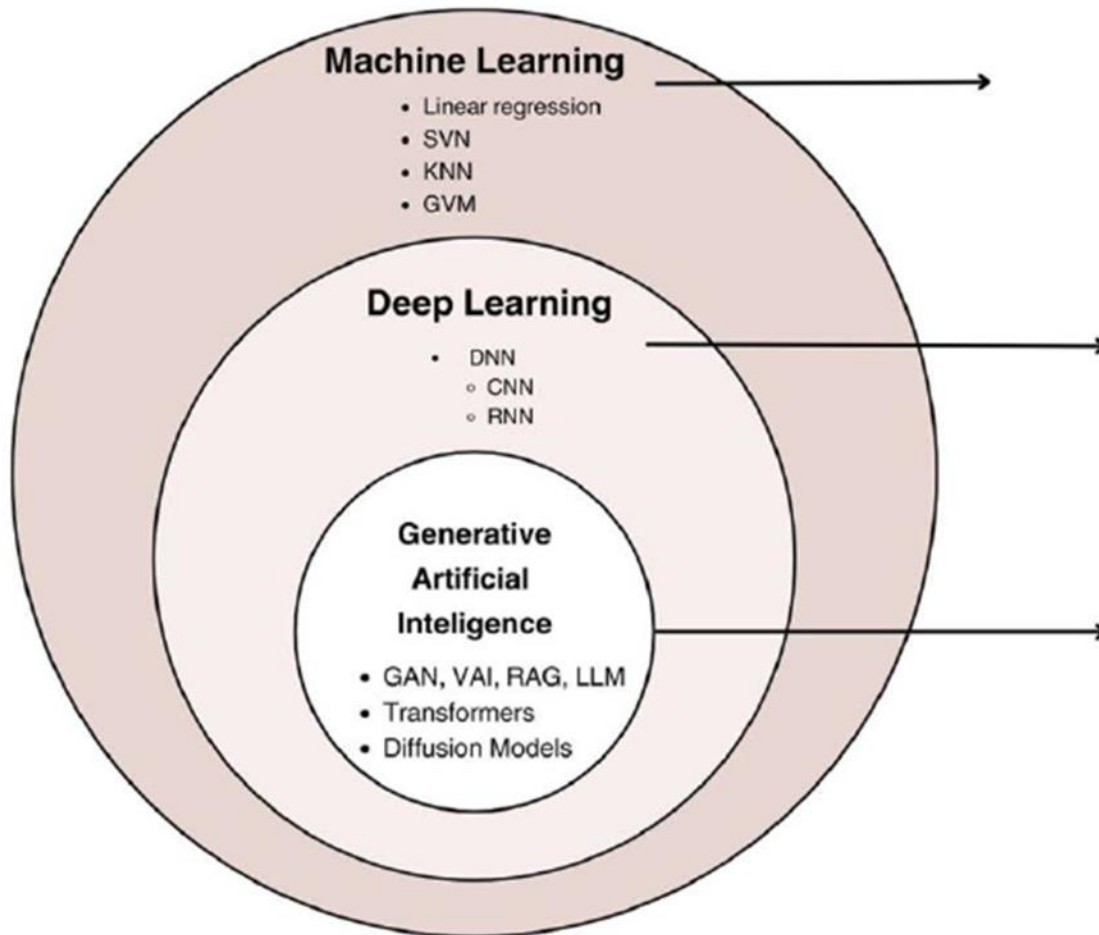 Machine Learning
• Linear regression
• SVN
• KNN
• GVM
Deep Learning
• DNN
○ CNN
○ RNN
Generative
Artificial
Inteligence
• GAN, VAI, RAG, LLM
• Transformers
• Diffusion Models